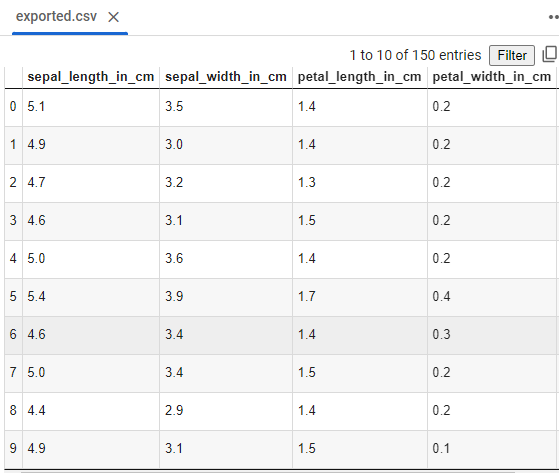 exported.csv
1 to 10 of 150 entries Filter
sepal_length_in_cm sepal_width_in_cm petal_length_in_cm petal_width_in_cm
0 5.1 3.5 1.4 0.2
1 4.9 3.0 1.4 0.2
2 4.7 3.2 1.3 0.2
3 4.6 3.1 1.5 0.2
4 5.0 3.6 1.4 0.2
5 5.4 3.9 1.7 0.4
6 4.6 3.4 1.4 0.3
7 5.0 3.4 1.5 0.2
8 4.4 2.9 1.4 0.2
9 4.9 3.1 1.5 0.1